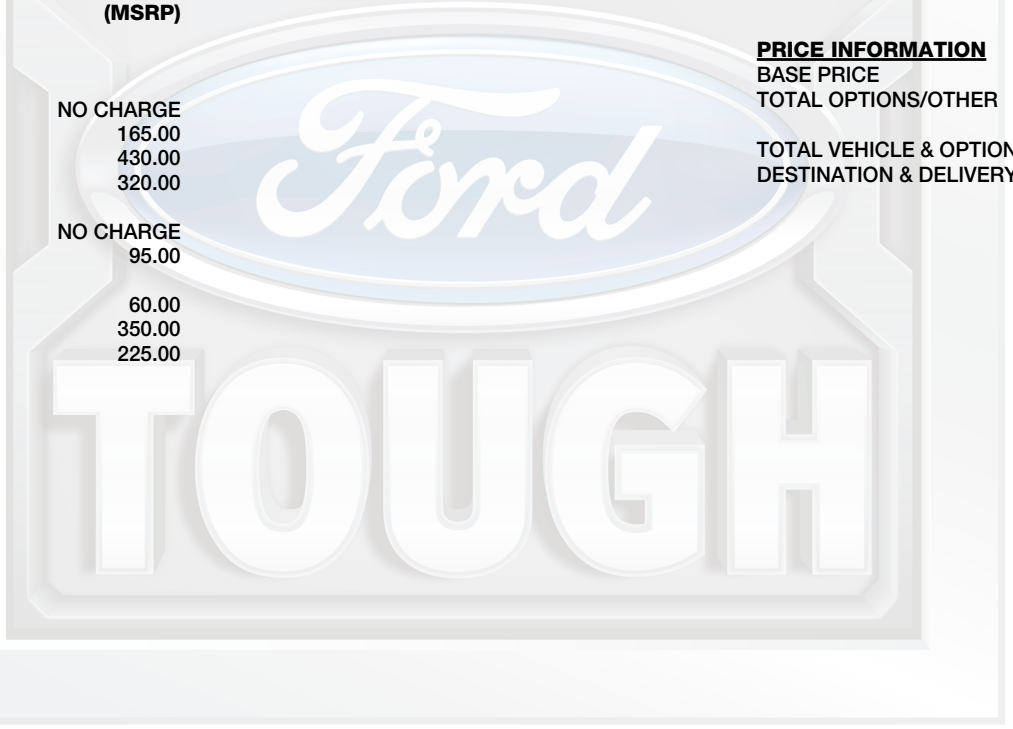 (MSRP)
NO CHARGE
165.00
430.00
320.00
NO CHARGE
95.00
60.00
350.00
225.00
PRICE INFORMATION
BASE PRICE
TOTAL OPTIONS/OTHER
TOTAL VEHICLE & OPTION
DESTINATION & DELIVERY
Ford
TOUGH